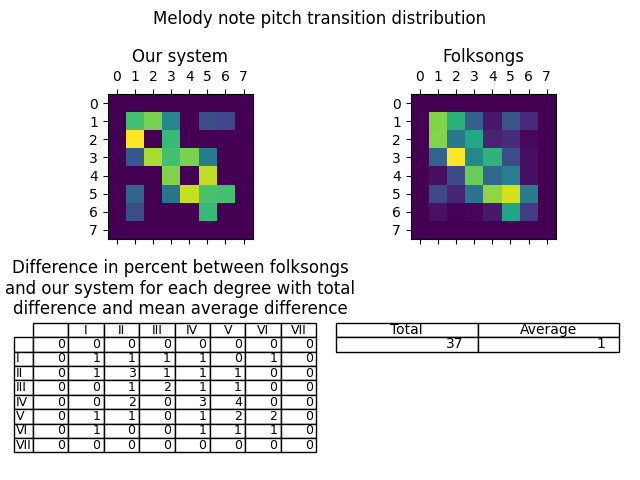 Melody note pitch transition distribution
Our system
Folksongs
0 1 2 3 4 5 6 7
0 1 2 3 4 5 6 7
0
1
2
3
4
5
6
7
0
1
2
3
4
5
6
7
Difference in percent between folksongs
and our system for each degree with total
difference and mean average difference
I II III IV V VI VII
0 0 0 0 0 0 0 0
I 0 1 1 1 1 0 1 0
II 0 1 3 1 1 1 0 0
III 0 0 1 2 1 1 0 0
IV 0 0 2 0 3 4 0 0
V 0 1 1 0 1 2 2 0
VI 0 1 0 0 1 1 1 0
VII 0 0 0 0 0 0 0 0
Total Average
37 1